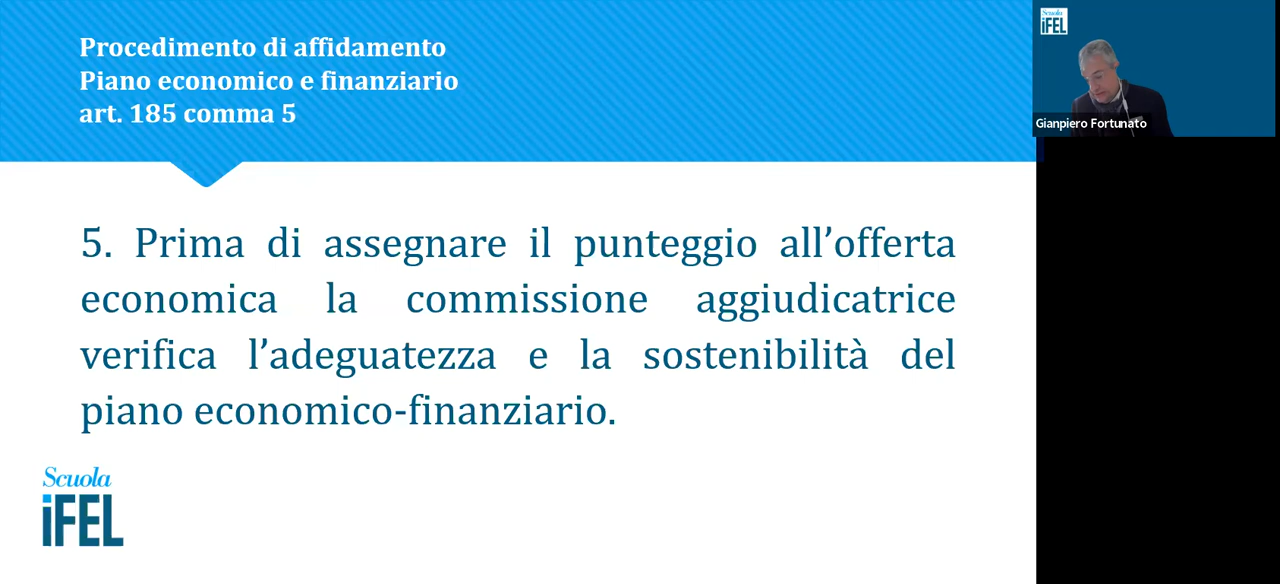 Procedimento di affidamento
Piano economico e finanziario
art. 185 comma 5
5. Prima di assegnare il punteggio all’offerta
economica la commissione aggiudicatrice
verifica l’adeguatezza e la sostenibilità del
piano economico-finanziario.
Scuola
iFEL
Scuola
iFEL
Gianpiero Fortunato